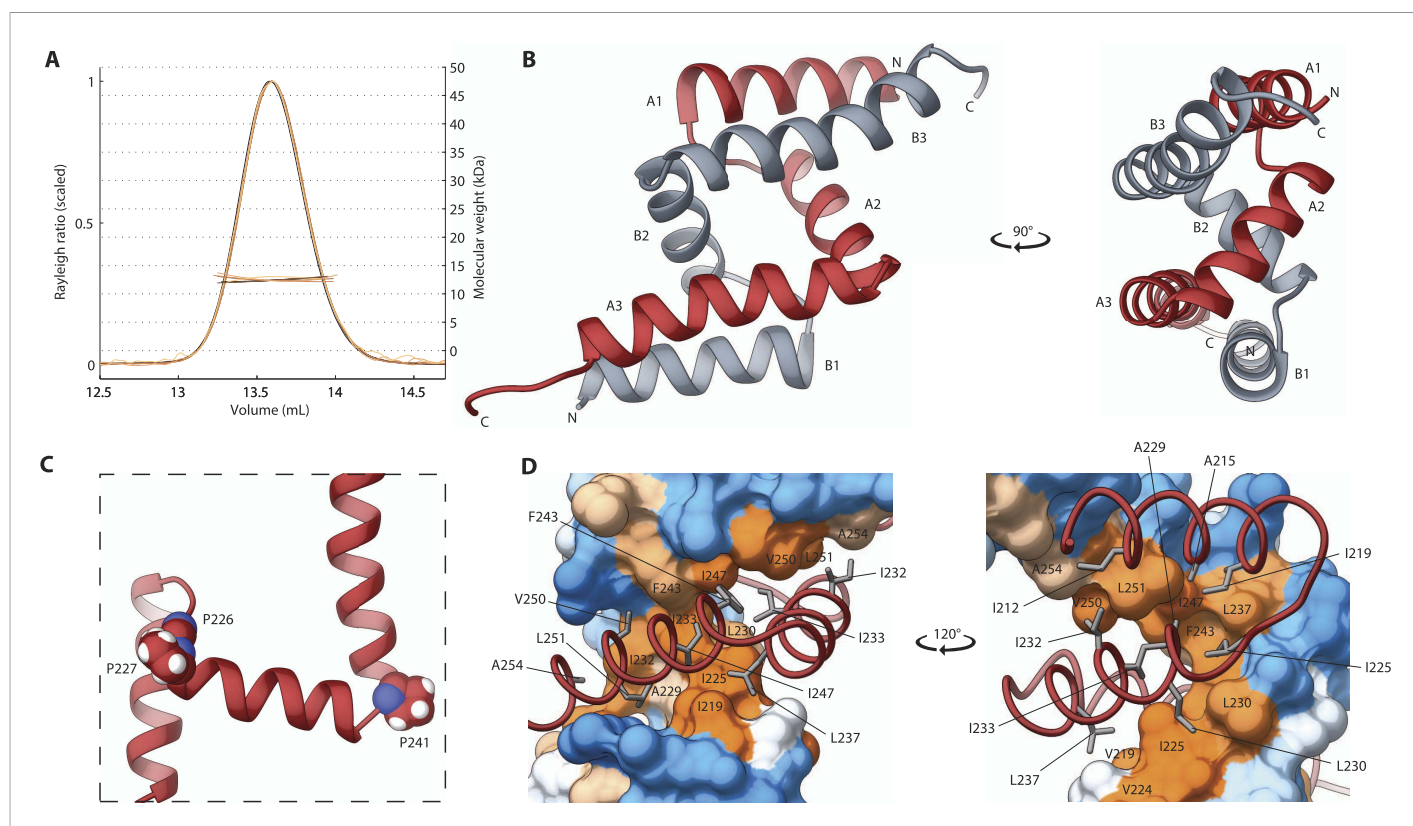 A
Rayleigh ratio (scaled)
1
0.5
0
50
45
40
35
30
25
20
15
10
5
0
Molecular weight (kDa)
12.5
13
13.5
14
14.5
Volume (mL)
B
A1
N
C
B3
A2
B2
A3
B1
C
N
90°
A1
N
C
B3
A2
B2
A3
C
N
B1
C
P226
P227
P241
D
F243
A254
V250
L251
I232
I247
F243
V250
I233
L230
I233
L251
I232
A254
I225
A229
I247
I219
L237
120°
A229
A215
I219
A254
L251
I212
V250
I247
L237
I232
F243
I225
I233
L230
V219
I225
L237
L230
V224